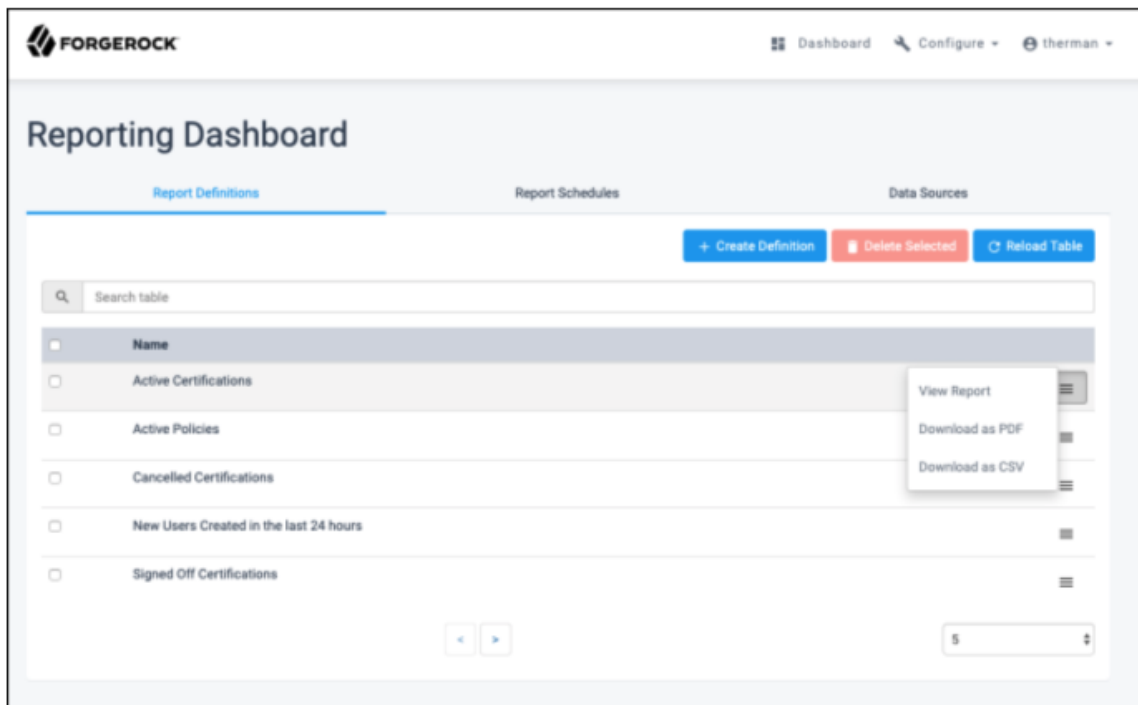 FORGEROCK
Dashboard Configure therman
Reporting Dashboard
Report Definitions Report Schedules Data Sources
+ Create Definition Delete Selected Reload Table
Search table
Name
Active Certifications
View Report
Active Policies
Download as PDF
Cancelled Certifications
Download as CSV
New Users Created in the last 24 hours
Signed Off Certifications
< > 5